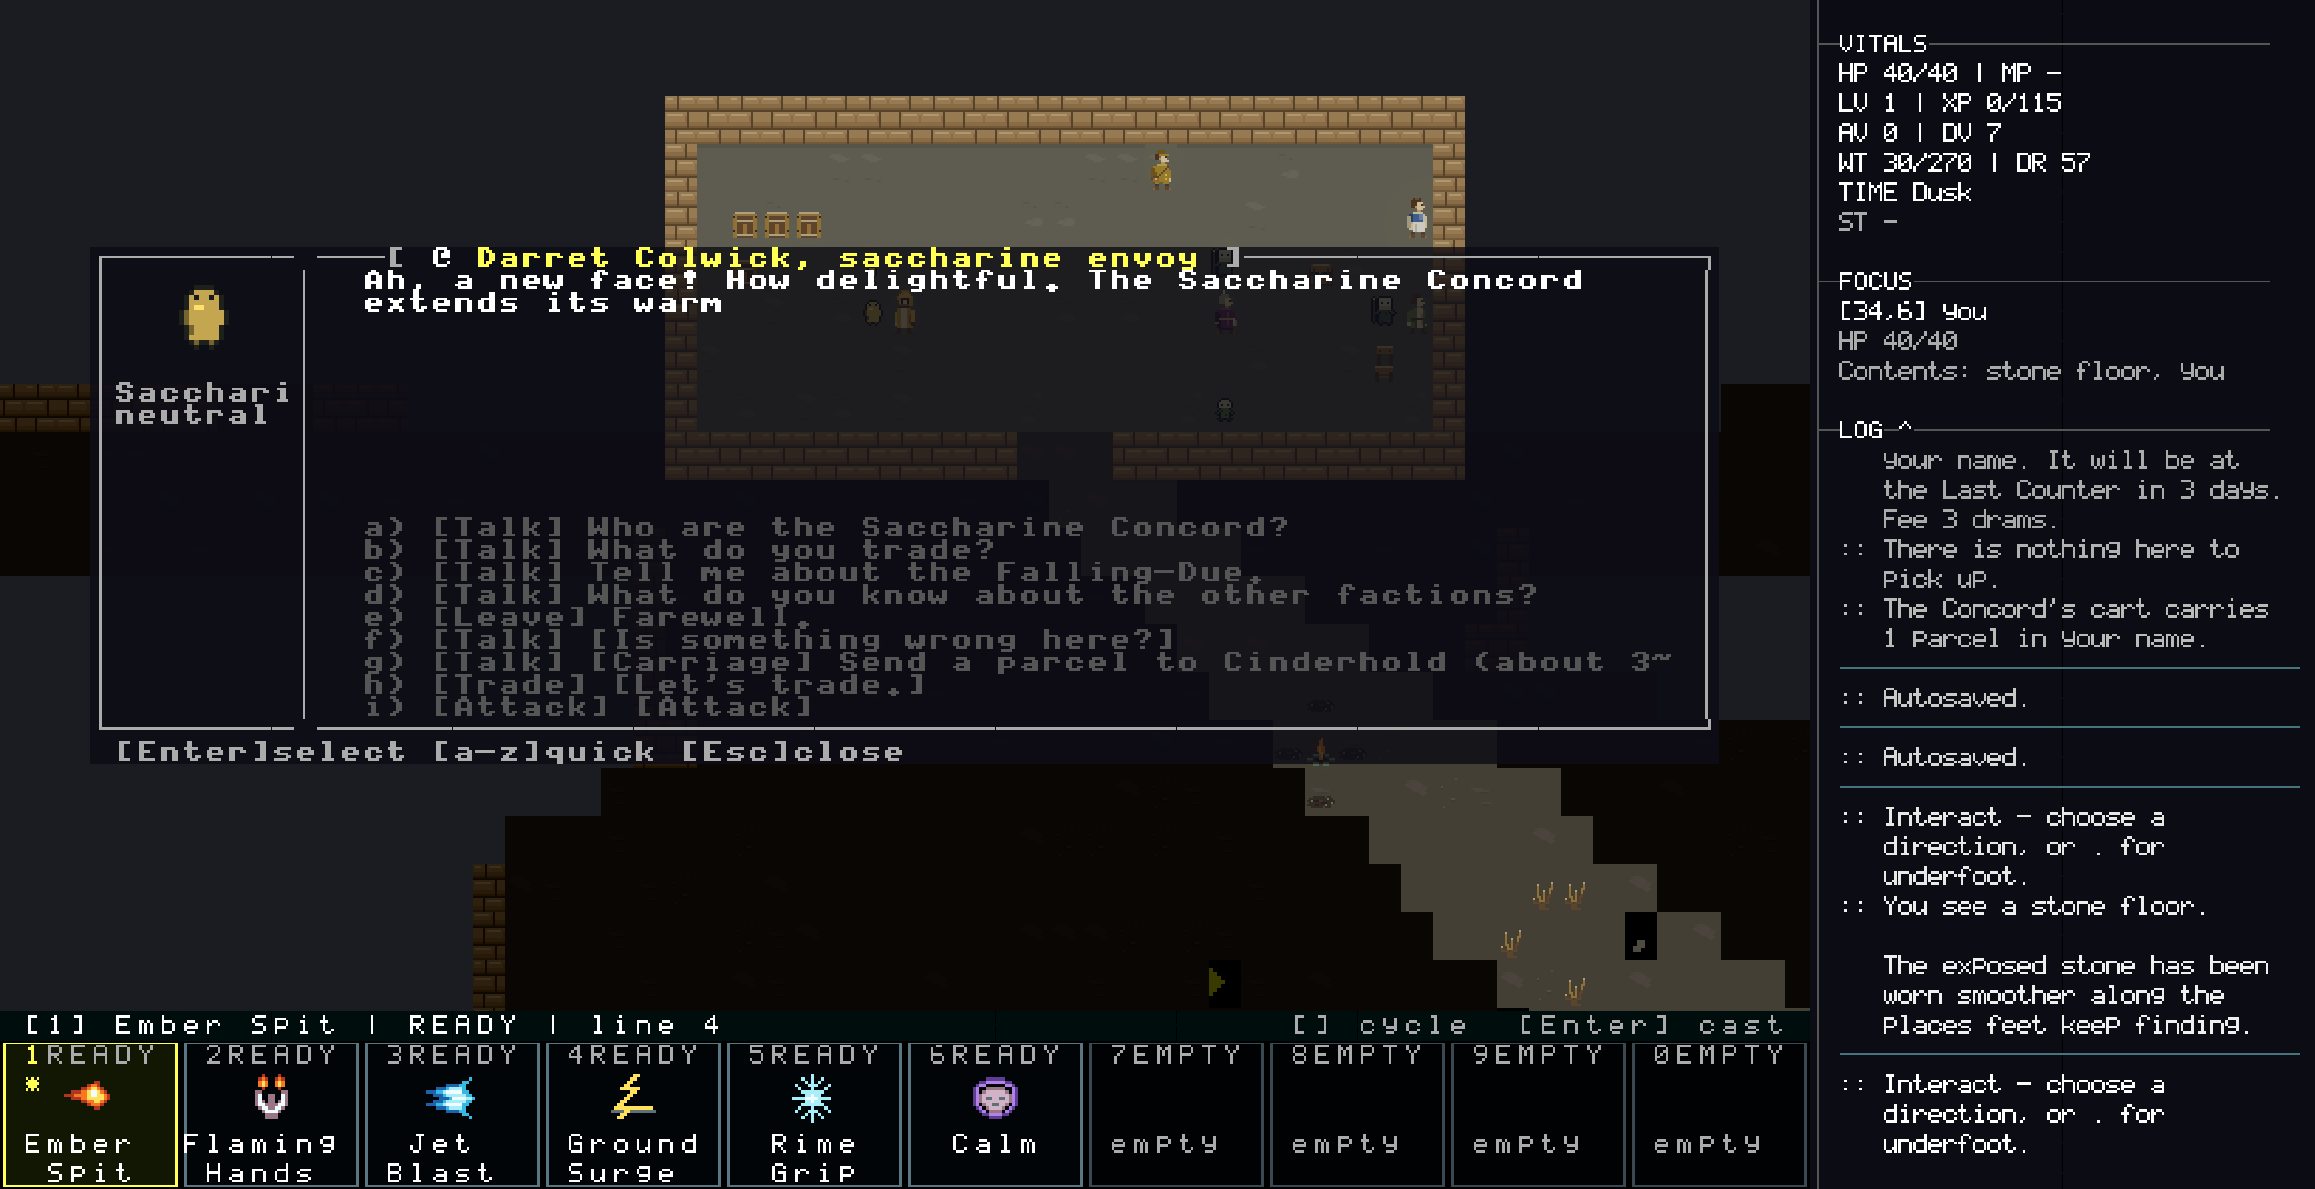 [ @ Darret Colwick, saccharine envoy ]
Ah, a new face! How delightful. The Saccharine Concord
extends its warm
Sacchari
neutral
a) [Talk] Who are the Saccharine Concord?
b) [Talk] What do you trade?
c) [Talk] Tell me about the Falling-Due.
d) [Talk] What do you know about the other factions?
e) [Leave] Farewell.
f) [Talk] [Is something wrong here?]
g) [Talk] [Carriage] Send a parcel to Cinderhold (about 3~
h) [Trade] [Let's trade.]
i) [Attack] [Attack]
[Enter]select [a-z]quick [Esc]close
[1] Ember Spit | READY | line 4
[] cycle [Enter] cast
1READY
*
Ember
Spit
2READY
Flaming
Hands
3READY
Jet
Blast
4READY
Ground
Surge
5READY
Rime
Grip
6READY
Calm
7EMPTY
empty
8EMPTY
empty
9EMPTY
empty
0EMPTY
empty
VITALS
HP 40/40 | MP -
LV 1 | XP 0/115
AV 0 | DV 7
WT 30/270 | DR 57
TIME Dusk
ST -
FOCUS
[34,6] You
HP 40/40
Contents: stone floor, You
LOG ^
your name. It will be at
the Last Counter in 3 days.
Fee 3 drams.
:: There is nothing here to
pick up.
:: The Concord's cart carries
1 parcel in your name.
:: Autosaved.
:: Autosaved.
:: Interact - choose a
direction, or . for
underfoot.
:: You see a stone floor.
The exposed stone has been
worn smoother along the
places feet keep finding.
:: Interact - choose a
direction, or . for
underfoot.